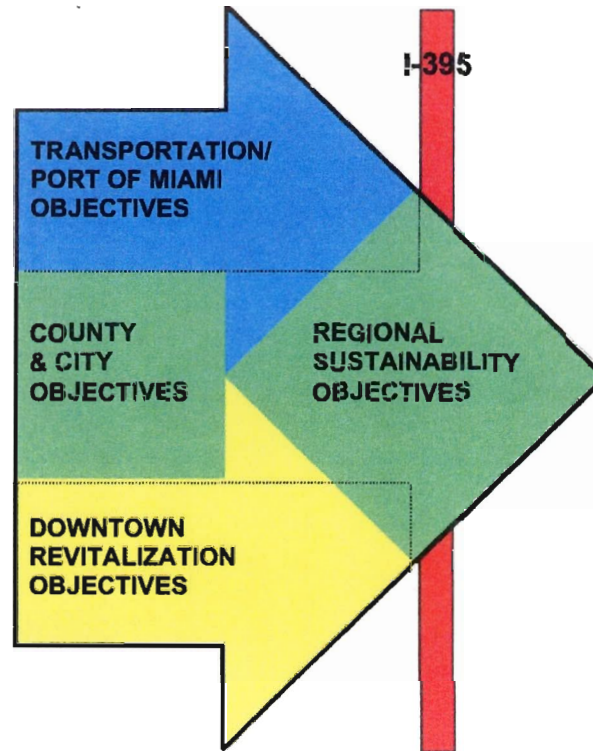 I-395
TRANSPORTATION/
PORT OF MIAMI
OBJECTIVES
COUNTY
& CITY
OBJECTIVES
REGIONAL
SUSTAINABILITY
OBJECTIVES
DOWNTOWN
REVITALIZATION
OBJECTIVES